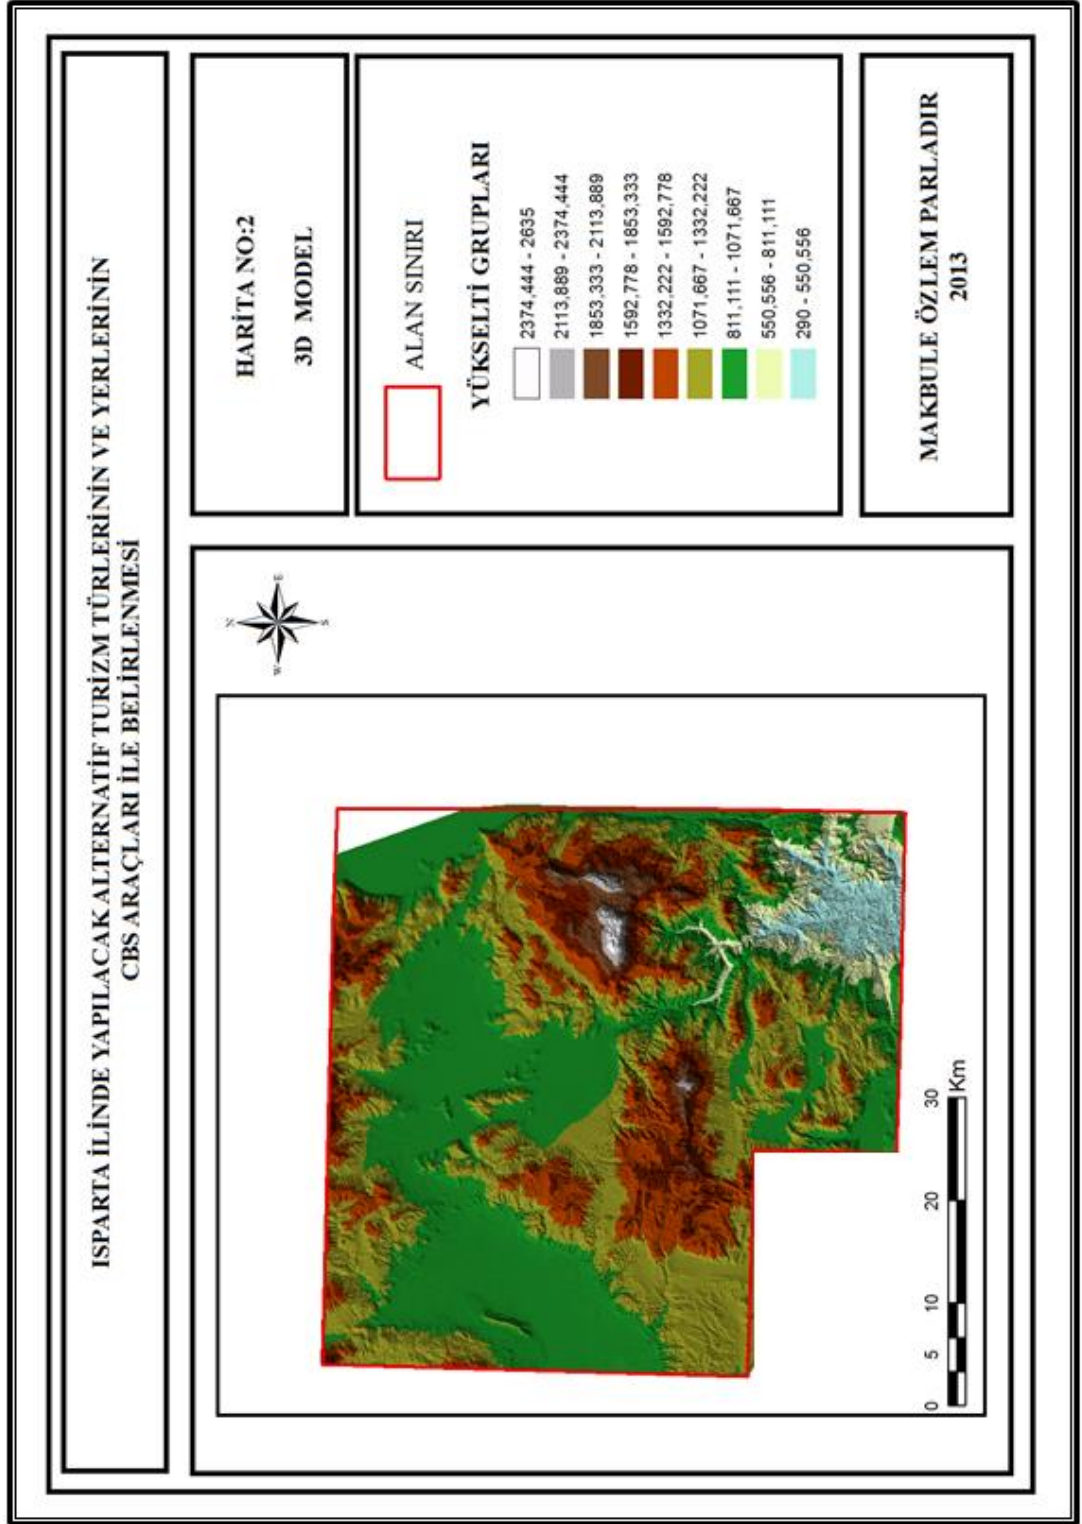 ISPARTA İLİNDE YAPILACAK ALTERNATİF TURİZM TÜRLERİNİN VE YERLERİNİN
CBS ARAÇLARI İLE BELİRLENMESİ
HARİTA NO:2
3D MODEL
ALAN SINIRI
YÜKSELTİ GRUPLARI
2374,444 - 2635
2113,889 - 2374,444
1853,333 - 2113,889
1592,778 - 1853,333
1332,222 - 1592,778
1071,667 - 1332,222
811,111 - 1071,667
550,556 - 811,111
290 - 550,556
MAKBULE ÖZLEM PARLADIR
2013
N
W
E
S
0 5 10 20 30
Km